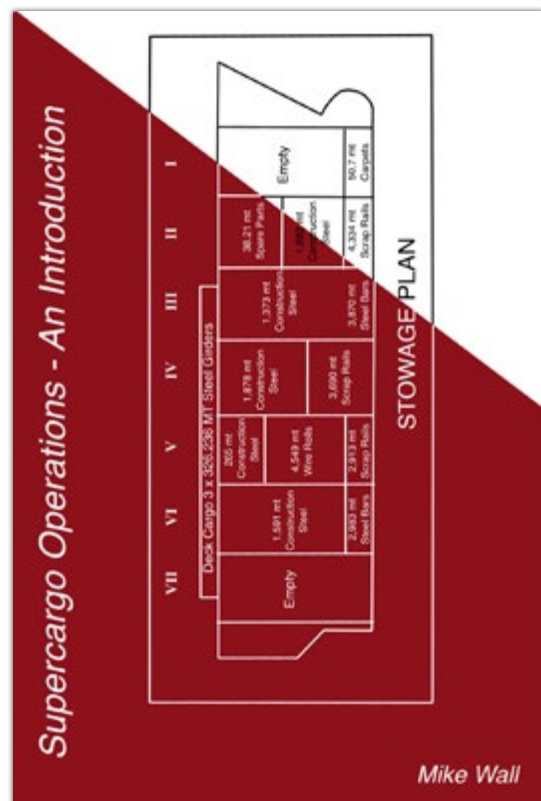 Supercargo Operations - An Introduction
VII VI V IV III II I
Deck Cargo 3 x 326.236 MT Steel Girders
Empty
1,591 mt
Construction
Steel
2,983 mt
Steel Bars
265 mt
Construction
Steel
4,549 mt
Wire Rolls
2,913 mt
Scrap Rails
1,878 mt
Construction
Steel
3,690 mt
Scrap Rails
1,373 mt
Construction
Steel
3,870 mt
Steel Bars
38.21 mt
Spare Parts
mt
Construction
Steel
4,334 mt
Scrap Rails
Empty
50.7 mt
Carpets
STOWAGE PLAN
Mike Wall